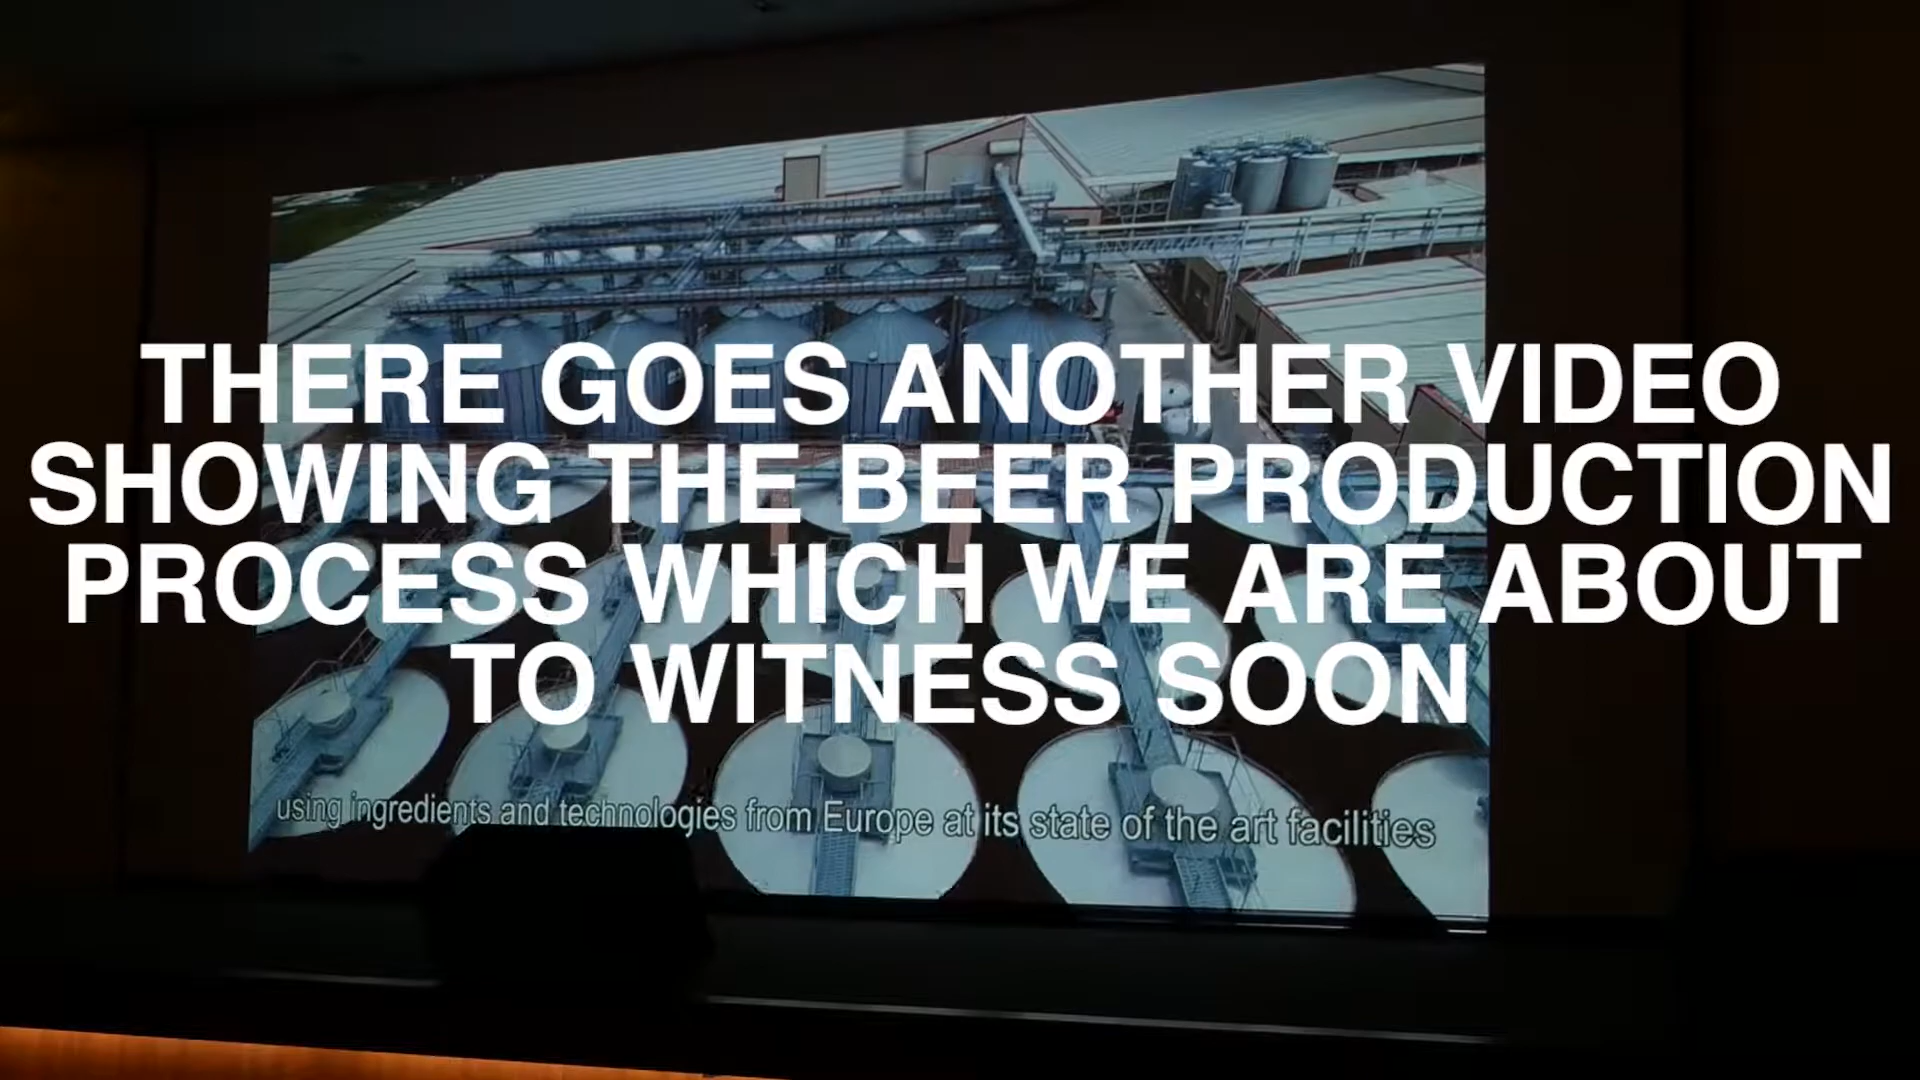 THERE GOES ANOTHER VIDEO
SHOWING THE BEER PRODUCTION
PROCESS WHICH WE ARE ABOUT
TO WITNESS SOON
using ingredients and technologies from Europe at its state of the art facilities